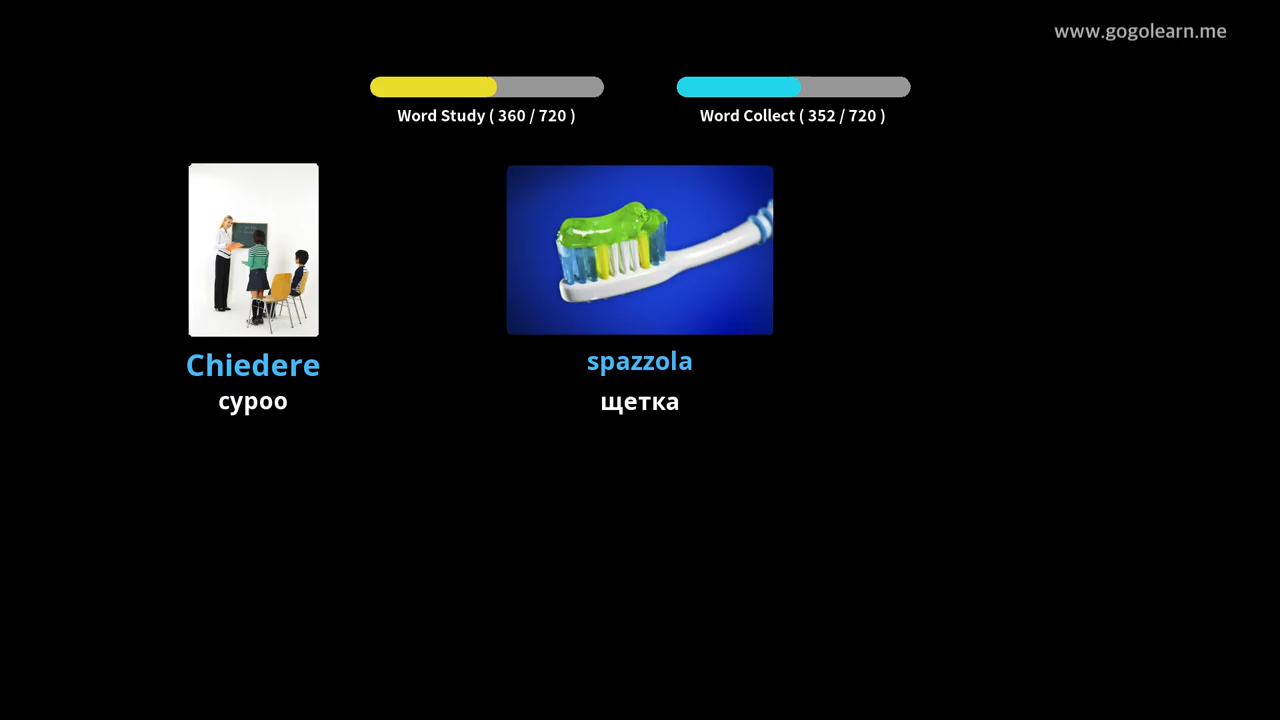 www.gogolearn.me
Word Study ( 360 / 720 )
Word Collect ( 352 / 720 )
Chiedere
суроо
spazzola
щетка